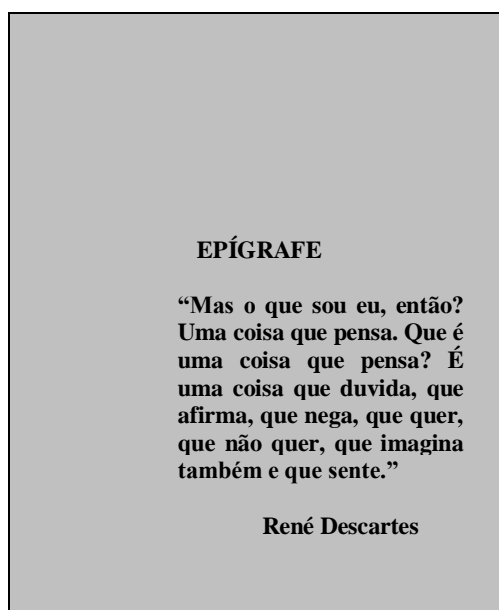 EPÍGRAFE
“Mas o que sou eu, então?
Uma coisa que pensa. Que é
uma coisa que pensa? É
uma coisa que duvida, que
afirma, que nega, que quer,
que não quer, que imagina
também e que sente.”
René Descartes